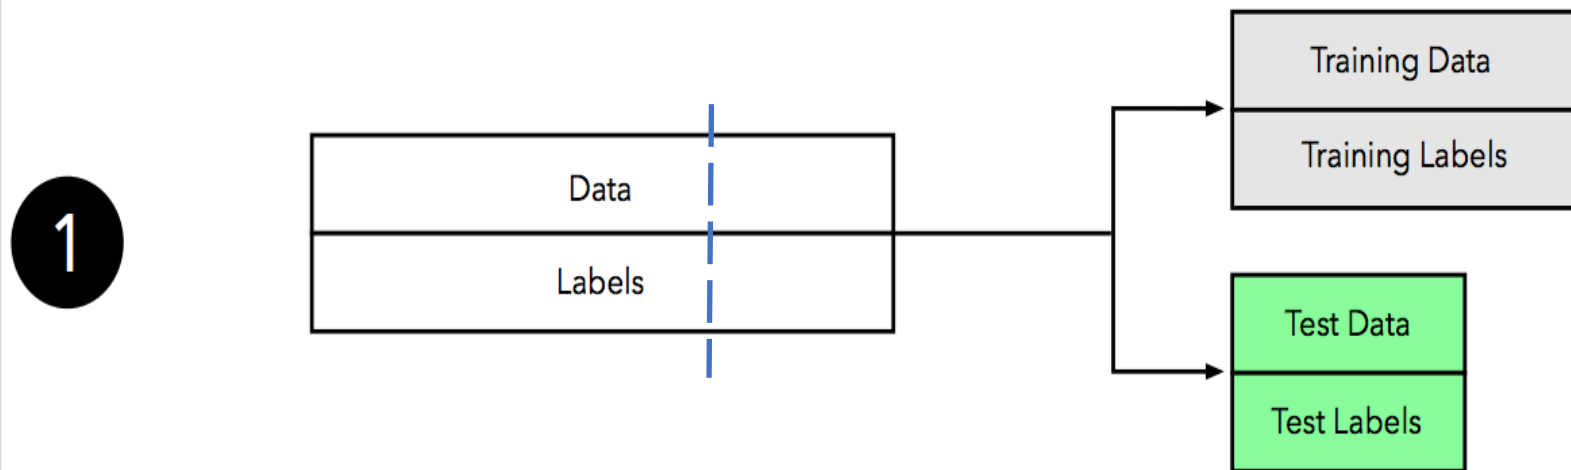 1
Data
Labels
Training Data
Training Labels
Test Data
Test Labels